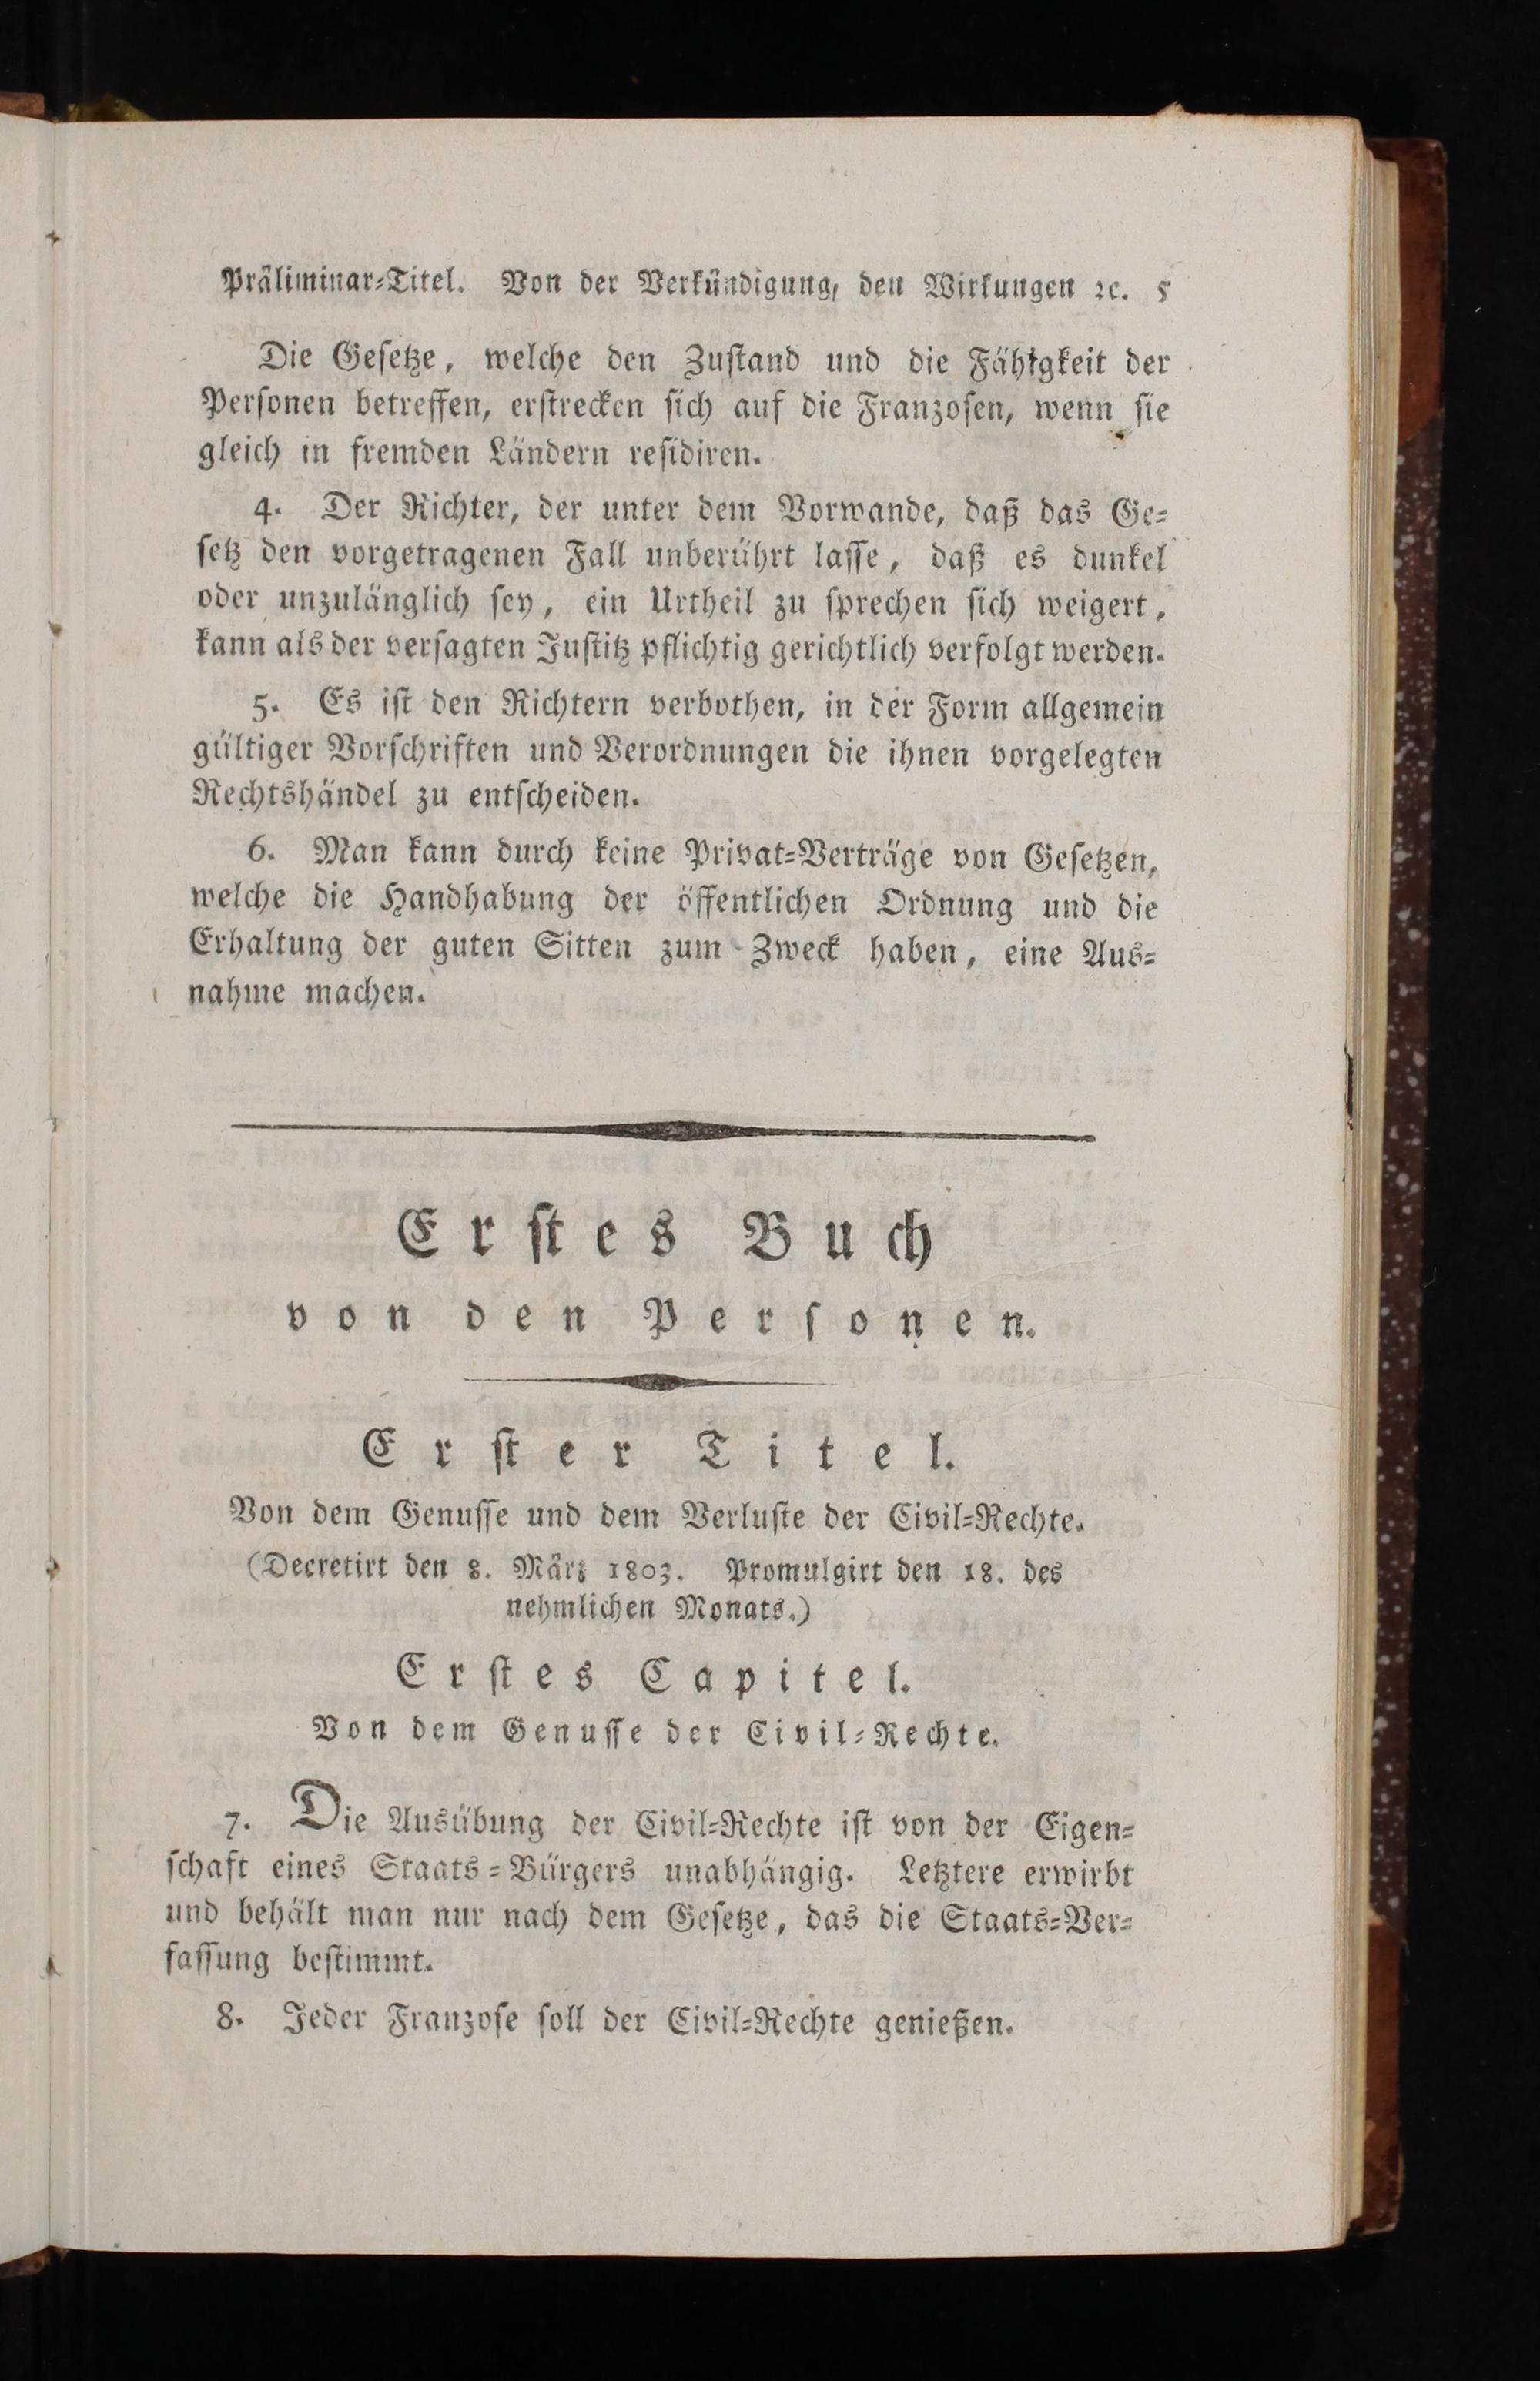 Präliminar-Titel. Von der Verkündigung, den Wirkungen ꝛc. 5
Die Geſetze, welche den Zuſtand und die Fähigkeit der
Perſonen betreffen, erſtrecken ſich auf die Franzoſen, wenn ſie
gleich in fremden Ländern reſidiren.
4. Der Richter, der unter dem Vorwande, daß das Ge-
ſetz den vorgetragenen Fall unberührt laſſe, daß es dunkel
oder unzulänglich ſey, ein Urtheil zu ſprechen ſich weigert,
kann als der verſagten Juſtitz pflichtig gerichtlich verfolgt werden.
5. Es iſt den Richtern verbothen, in der Form allgemein
gültiger Vorſchriften und Verordnungen die ihnen vorgelegten
Rechtshändel zu entſcheiden.
6. Man kann durch keine Privat-Verträge von Geſetzen,
welche die Handhabung der öffentlichen Ordnung und die
Erhaltung der guten Sitten zum Zweck haben, eine Aus-
nahme machen.
Erſtes Buch
von den Perſonen.
Erſter Titel.
Von dem Genuſſe und dem Verluſte der Civil-Rechte.
(Decretirt den 8. März 1803. Promulgirt den 18. des
nehmlichen Monats.)
Erſtes Capitel.
Von dem Genuſſe der Civil-Rechte.
7. Die Ausübung der Civil-Rechte iſt von der Eigen-
ſchaft eines Staats-Bürgers unabhängig. Letztere erwirbt
und behält man nur nach dem Geſetze, das die Staats-Ver-
faſſung beſtimmt.
8. Jeder Franzoſe ſoll der Civil-Rechte genießen.